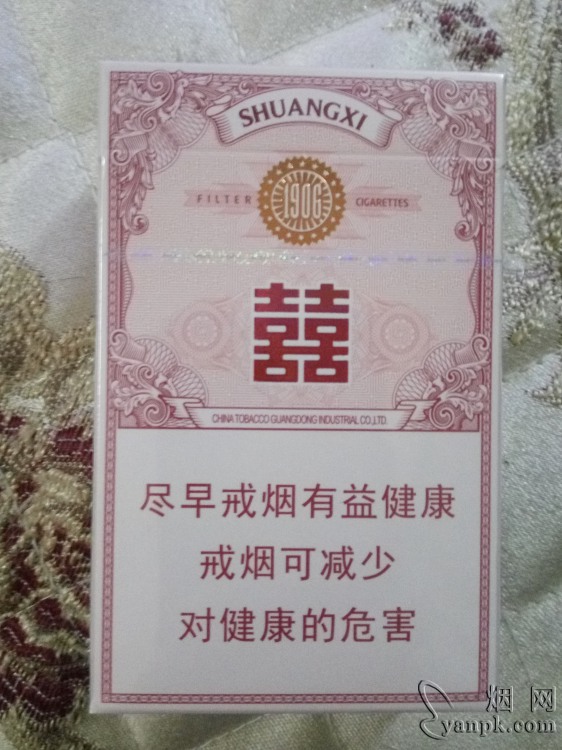 SHUANGXI
FILTER 1906 CIGARETTES
囍
CHINA TOBACCO GUANGDONG INDUSTRIAL CO.,LTD.
尽早戒烟有益健康
戒烟可减少
对健康的危害
烟网
yanpk.com